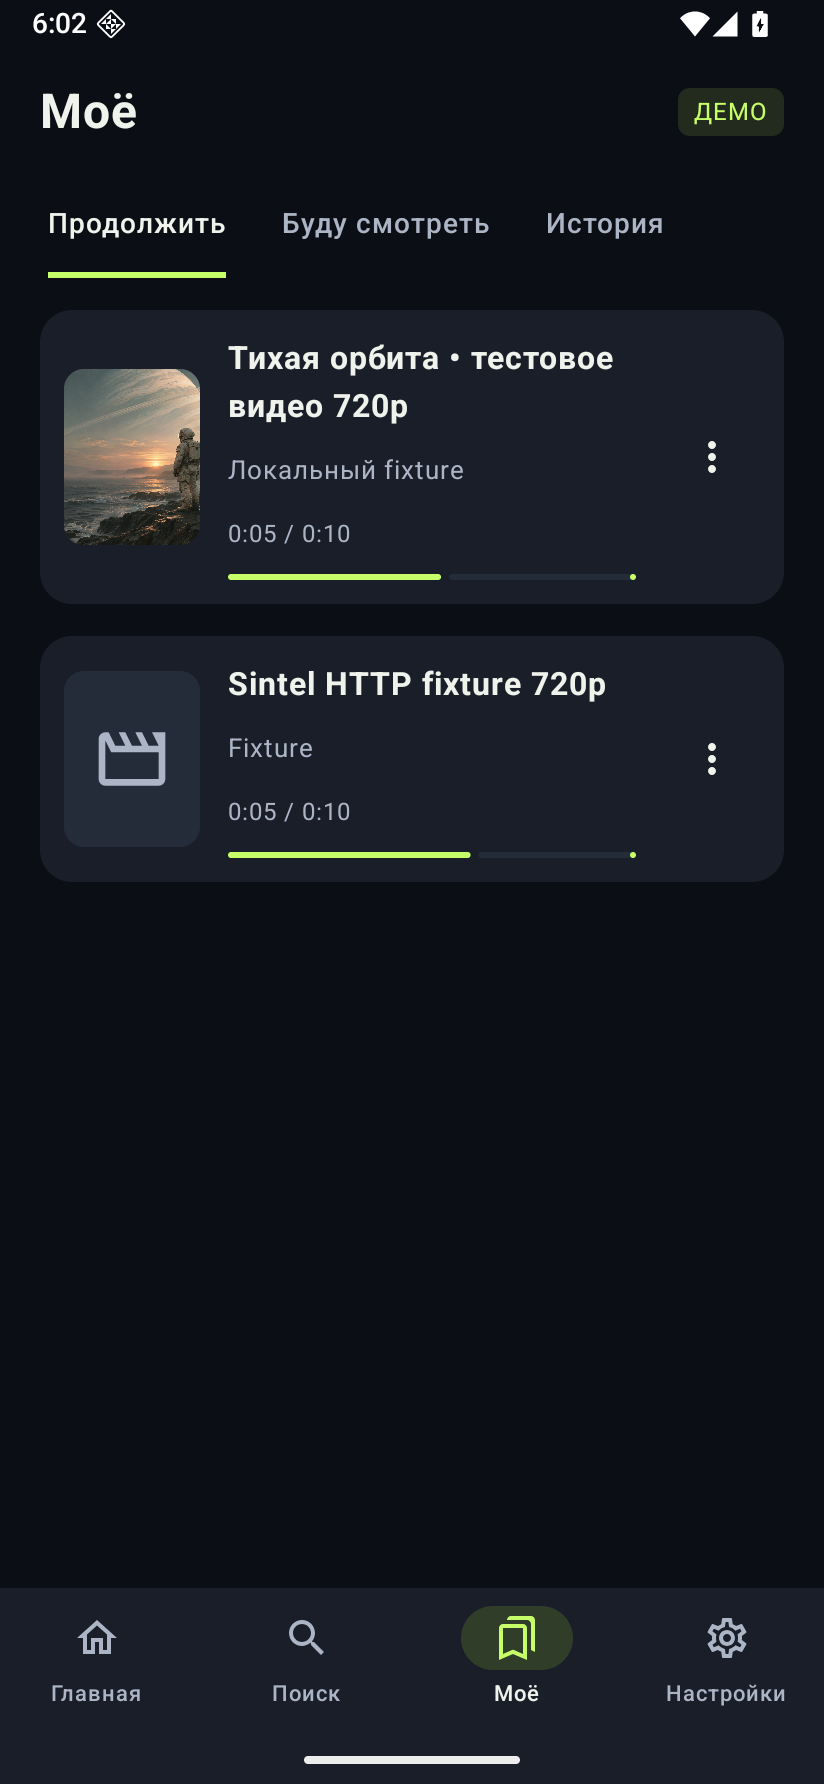 6:02
Моё
ДЕМО
Продолжить
Буду смотреть
История
Тихая орбита • тестовое
видео 720p
Локальный fixture
0:05 / 0:10
Sintel HTTP fixture 720p
Fixture
0:05 / 0:10
Главная
Поиск
Моё
Настройки